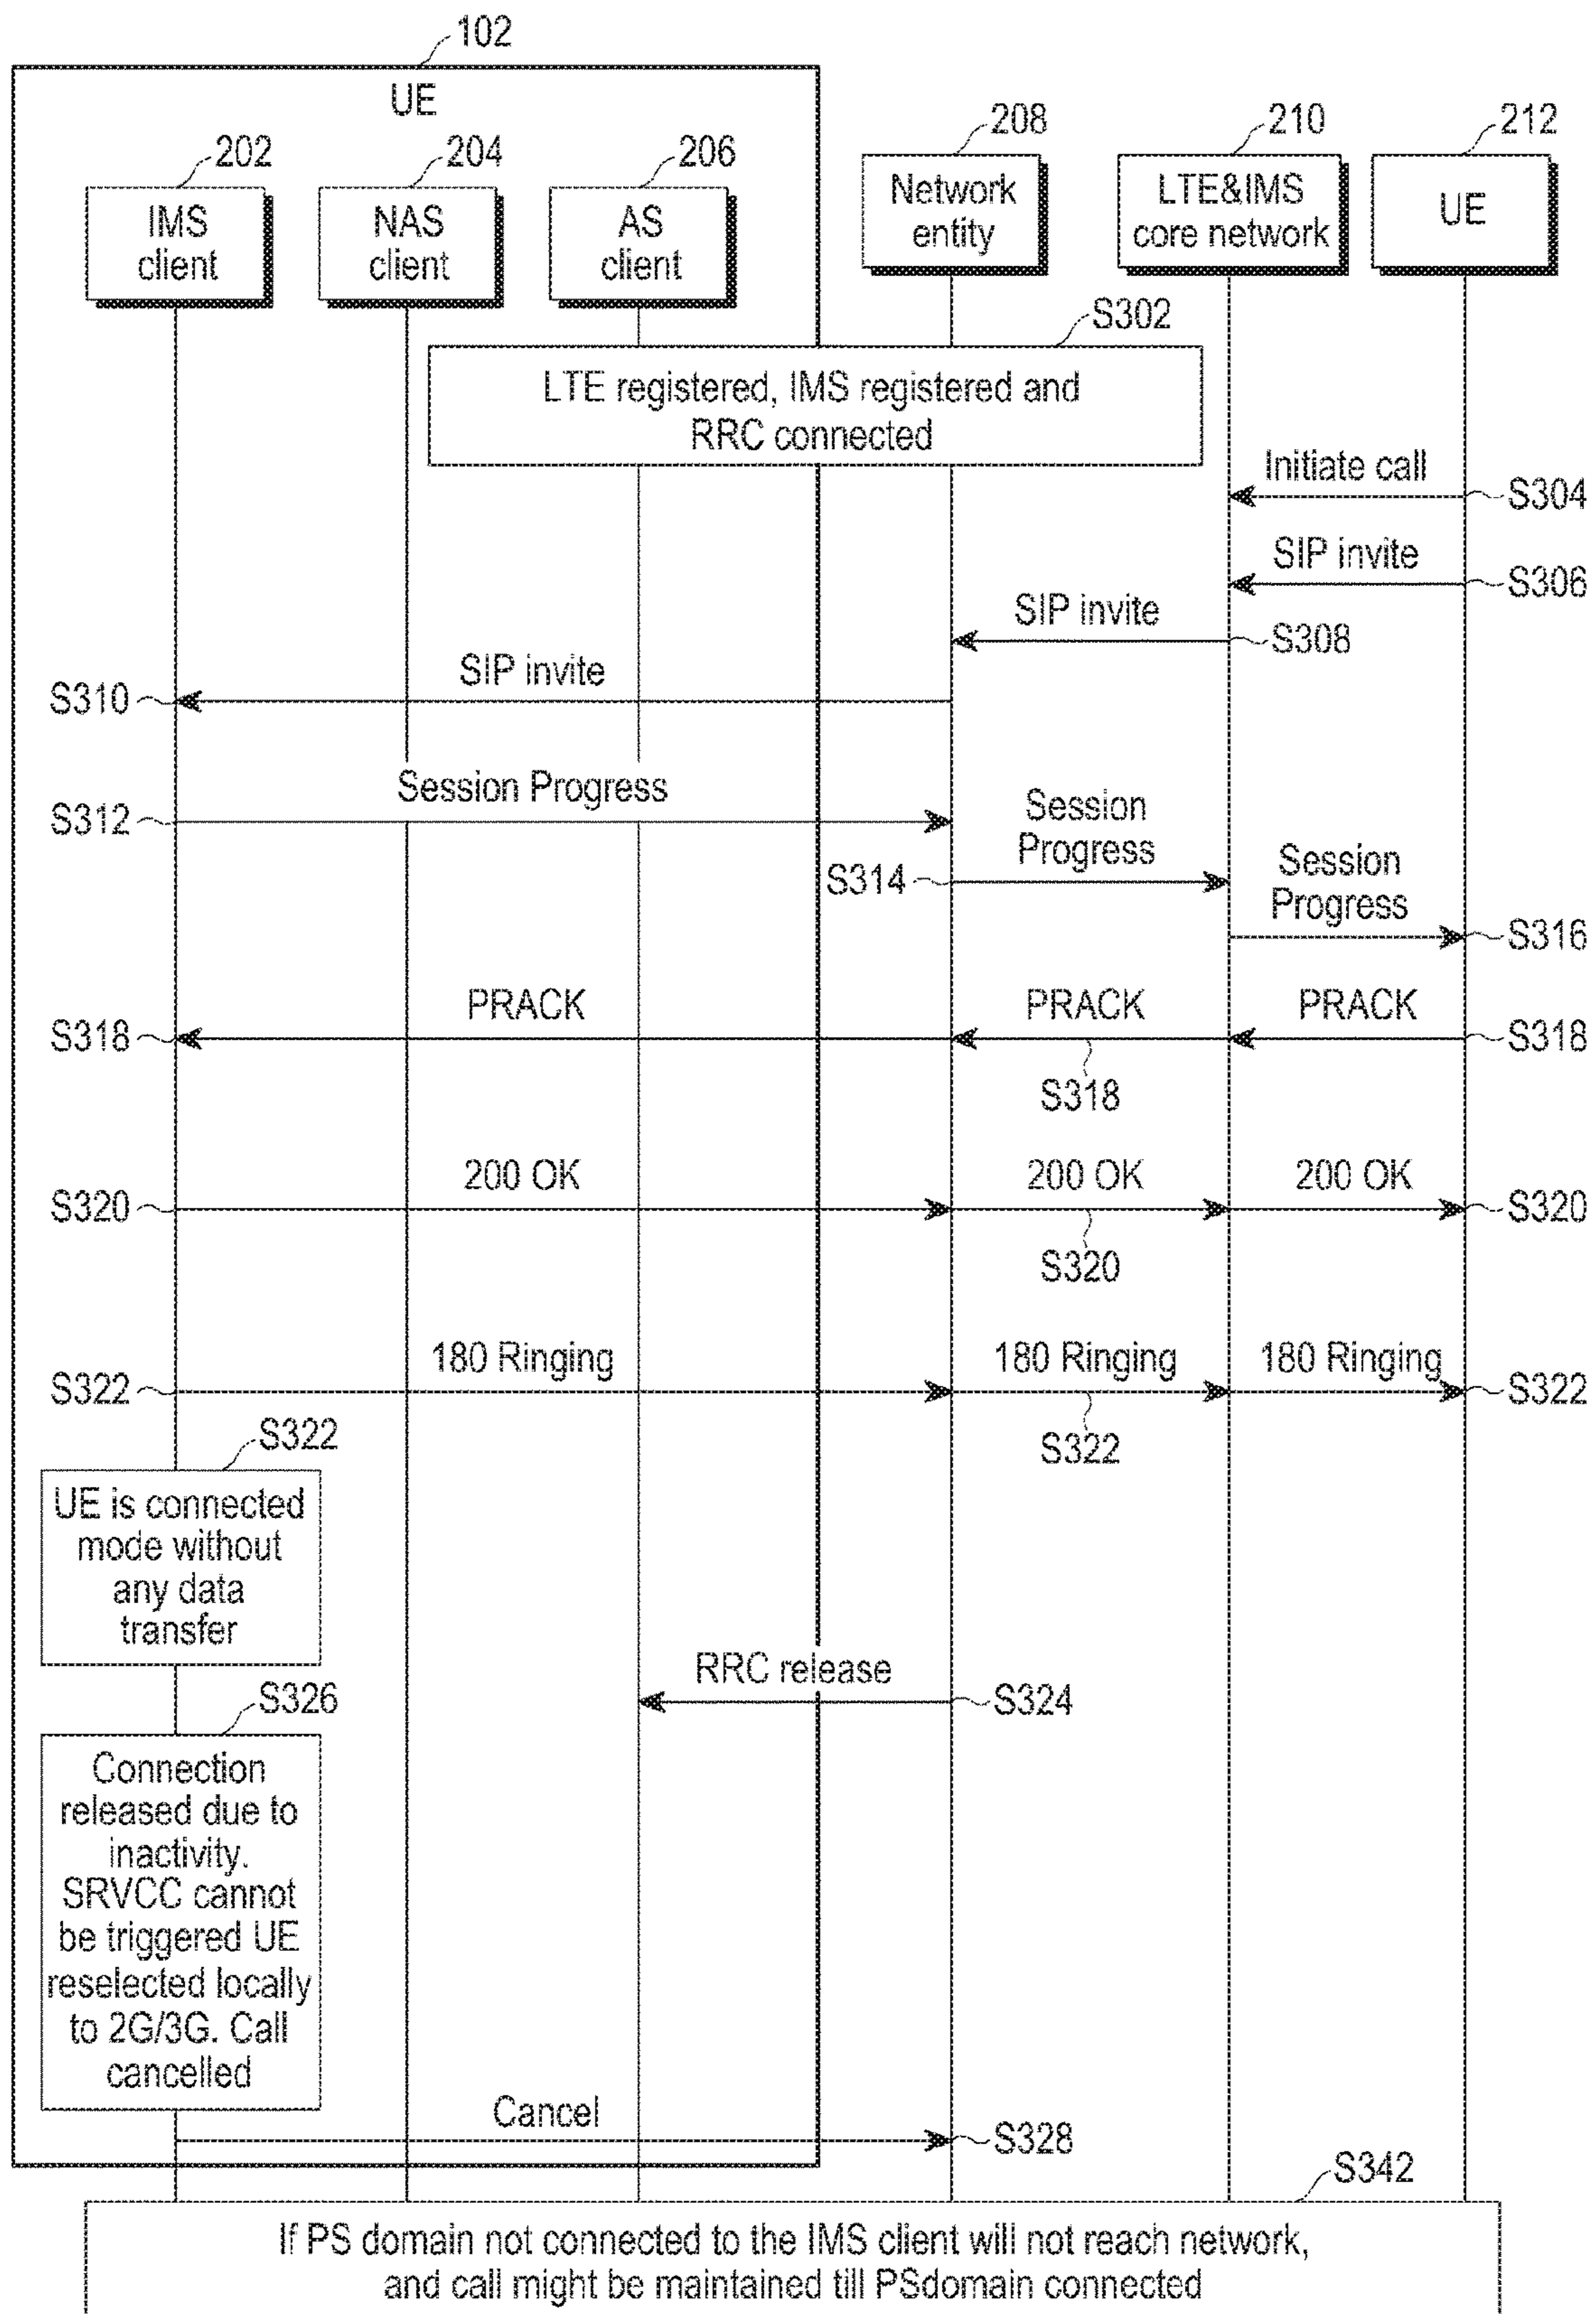 102
UE
202
204
206
208
210
212
IMS
client
NAS
client
AS
client
Network
entity
LTE&IMS
core network
UE
S302
LTE registered, IMS registered and
RRC connected
Initiate call
S304
SIP invite
S306
SIP invite
S308
SIP invite
S310
Session Progress
S312
Session
Progress
S314
Session
Progress
S316
PRACK
PRACK
PRACK
S318
S318
S318
200 OK
200 OK
200 OK
S320
S320
S320
180 Ringing
180 Ringing
180 Ringing
S322
S322
S322
S322
UE is connected
mode without
any data
transfer
RRC release
S324
S326
Connection
released due to
inactivity.
SRVCC cannot
be triggered UE
reselected locally
to 2G/3G. Call
cancelled
Cancel
S328
S342
If PS domain not connected to the IMS client will not reach network,
and call might be maintained till PSdomain connected